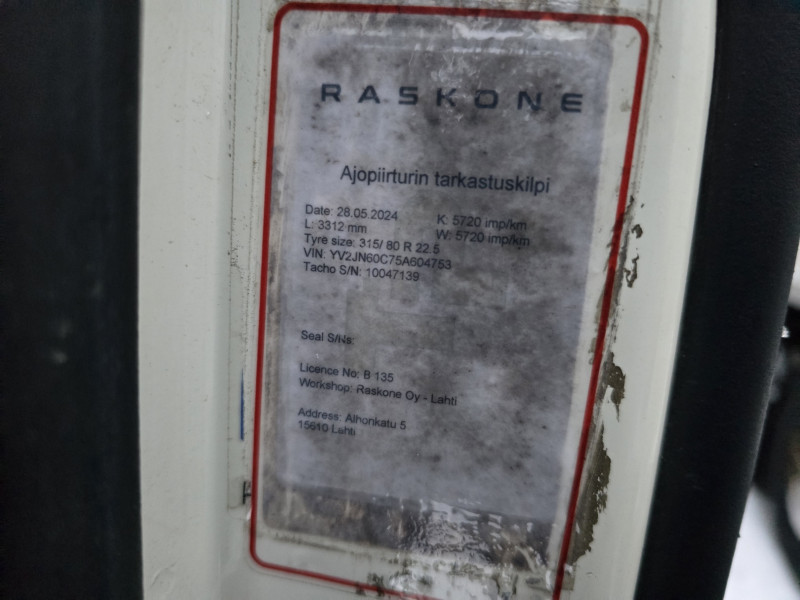 RASKONE
Ajopiirturin tarkastuskilpi
Date: 28.05.2024 K: 5720 imp/km
L: 3312 mm W: 5720 imp/km
Tyre size: 315/ 80 R 22.5
VIN: YV2JN60C75A604753
Tacho S/N: 10047139
Seal S/Ns:
Licence No: B 135
Workshop: Raskone Oy - Lahti
Address: Alhonkatu 5
15610 Lahti